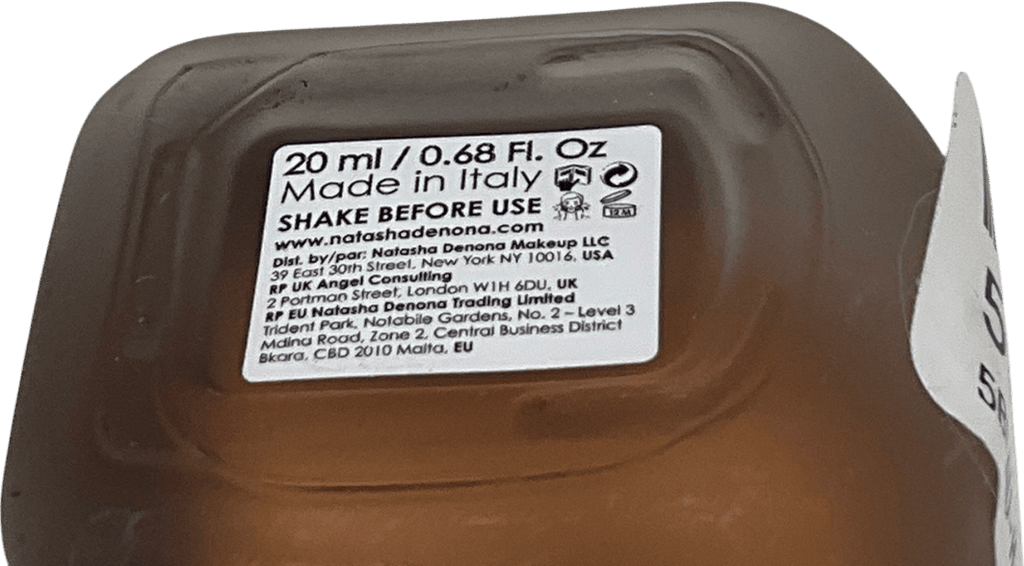 20 ml / 0.68 Fl. Oz
Made in Italy
SHAKE BEFORE USE
12 M
www.natashadenona.com
Dist. by/par: Natasha Denona Makeup LLC
39 East 30th Street, New York NY 10016, USA
RP UK Angel Consulting
2 Portman Street, London W1H 6DU, UK
RP EU Natasha Denona Trading Limited
Trident Park, Notabile Gardens, No. 2 – Level 3
Mdina Road, Zone 2, Central Business District
Bkara, CBD 2010 Malta, EU
5